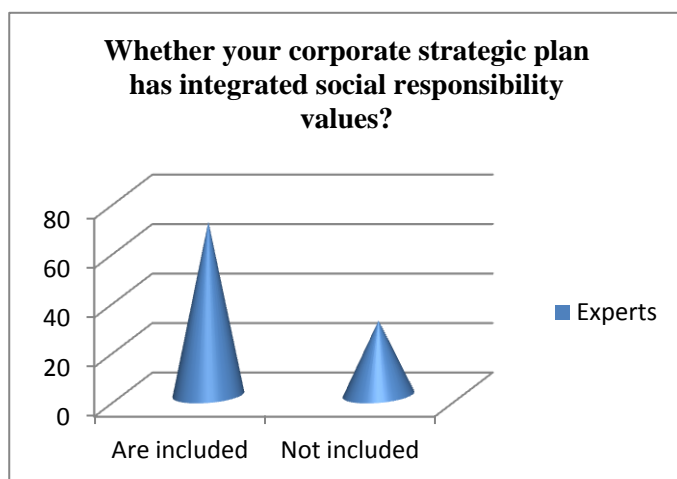 Whether your corporate strategic plan
has integrated social responsibility
values?
80
60
40
20
0
Are included
Not included
Experts